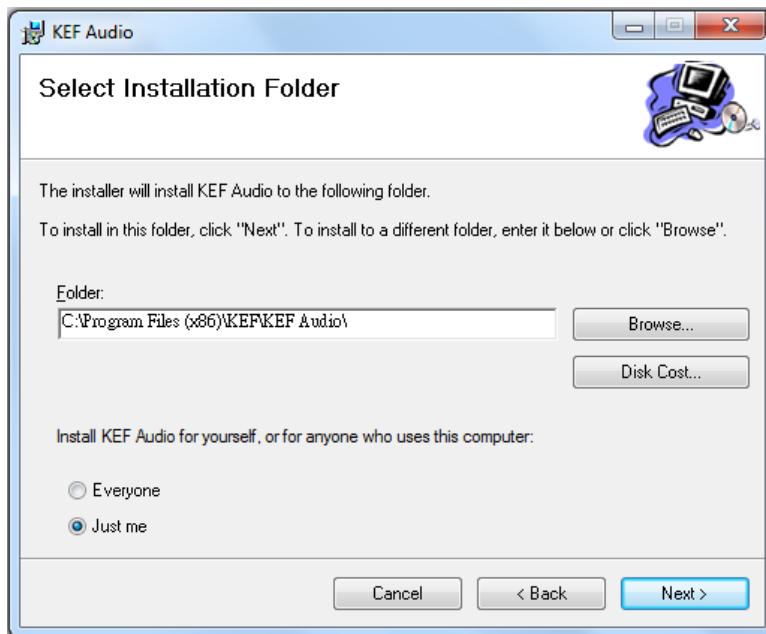 KEF Audio
Select Installation Folder
The installer will install KEF Audio to the following folder.
To install in this folder, click "Next". To install to a different folder, enter it below or click "Browse".
Folder:
C:\Program Files (x86)\KEF\KEF Audio\
Browse...
Disk Cost...
Install KEF Audio for yourself, or for anyone who uses this computer:
Everyone
Just me
Cancel
< Back
Next >